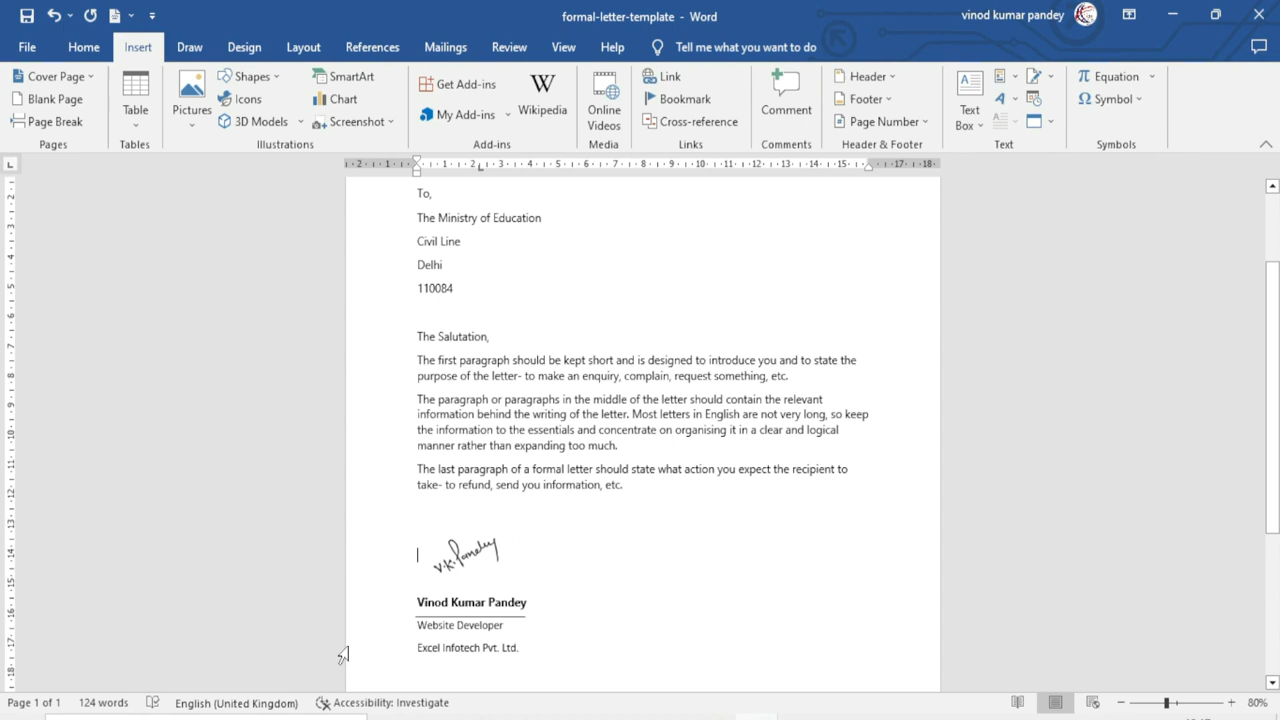 formal-letter-template - Word
vinod kumar pandey
File Home Insert Draw Design Layout References Mailings Review View Help Tell me what you want to do
Cover Page
Blank Page
Page Break
Pages
Table
Tables
Pictures
Shapes
Icons
3D Models
SmartArt
Chart
Screenshot
Illustrations
Get Add-ins
My Add-ins
Wikipedia
Add-ins
Online
Videos
Media
Link
Bookmark
Cross-reference
Links
Comment
Comments
Header
Footer
Page Number
Header & Footer
Text
Box
Text
Equation
Symbol
Symbols
To,
The Ministry of Education
Civil Line
Delhi
110084
The Salutation,
The first paragraph should be kept short and is designed to introduce you and to state the
purpose of the letter- to make an enquiry, complain, request something, etc.
The paragraph or paragraphs in the middle of the letter should contain the relevant
information behind the writing of the letter. Most letters in English are not very long, so keep
the information to the essentials and concentrate on organising it in a clear and logical
manner rather than expanding too much.
The last paragraph of a formal letter should state what action you expect the recipient to
take- to refund, send you information, etc.
V.K. Pandey
Vinod Kumar Pandey
Website Developer
Excel Infotech Pvt. Ltd.
Page 1 of 1 124 words English (United Kingdom) Accessibility: Investigate 80%